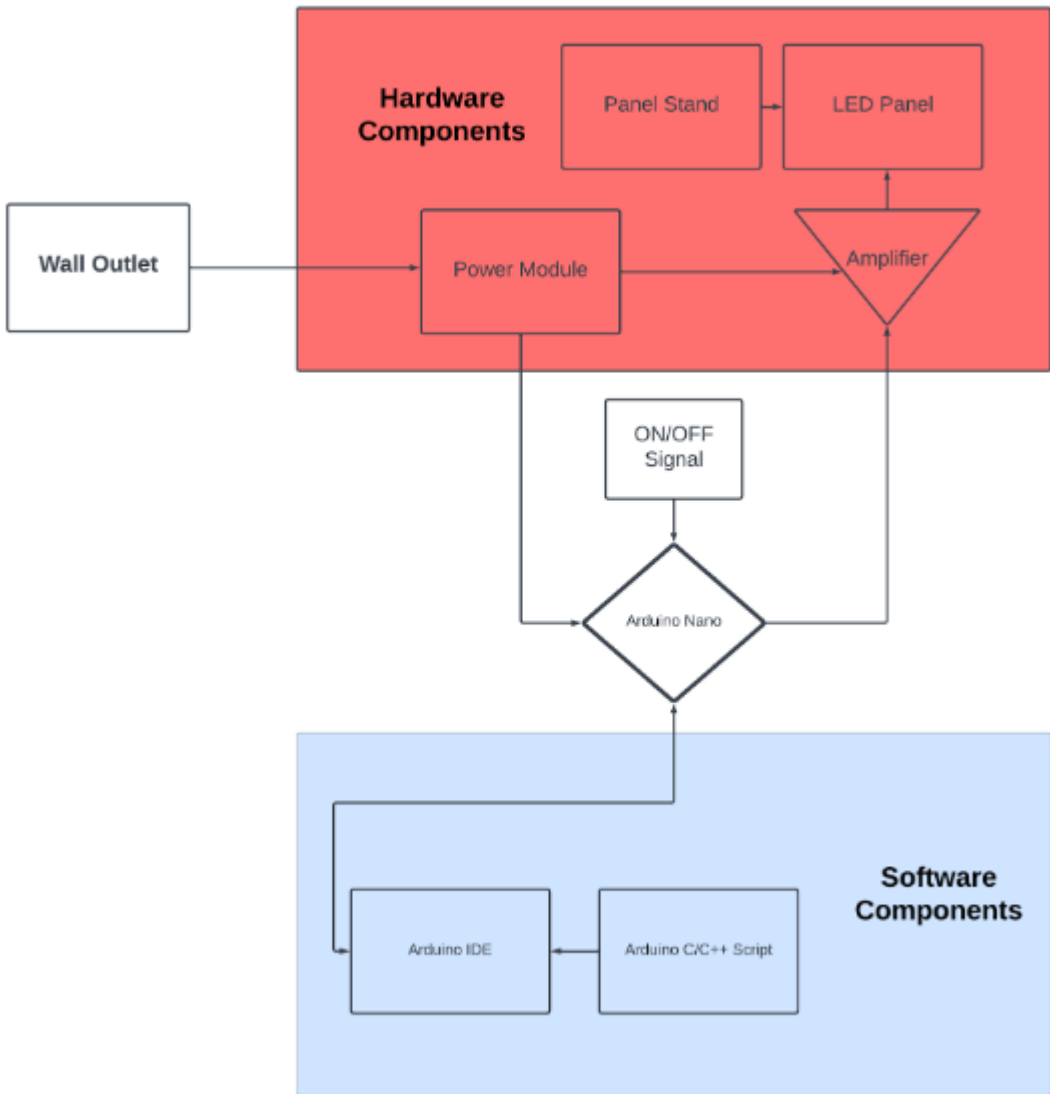 Hardware
Components
Panel Stand
LED Panel
Wall Outlet
Power Module
Amplifier
ON/OFF
Signal
Arduino Nano
Software
Components
Arduino IDE
Arduino C/C++ Script